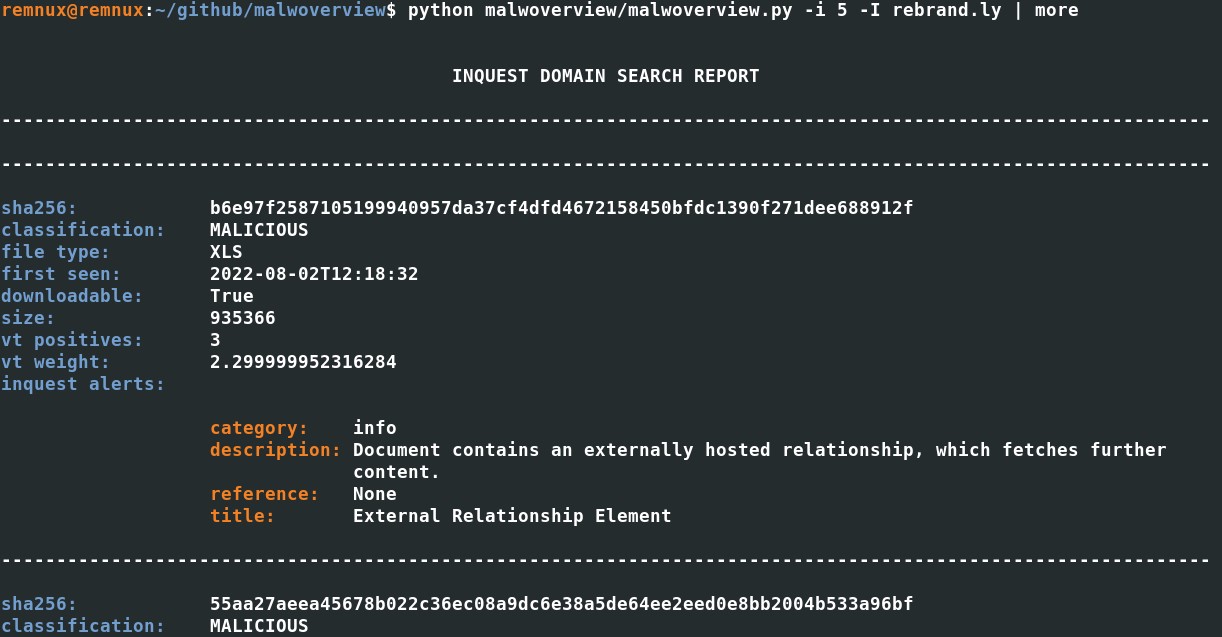 remnux@remnux:~/github/malwoverview$ python malwoverview/malwoverview.py -i 5 -I rebrand.ly | more
INQUEST DOMAIN SEARCH REPORT
--------------------------------------------------------------------------------------------------------------
--------------------------------------------------------------------------------------------------------------
sha256: b6e97f2587105199940957da37cf4dfd4672158450bfdc1390f271dee688912f
classification: MALICIOUS
file type: XLS
first seen: 2022-08-02T12:18:32
downloadable: True
size: 935366
vt positives: 3
vt weight: 2.299999952316284
inquest alerts:
category: info
description: Document contains an externally hosted relationship, which fetches further
content.
reference: None
title: External Relationship Element
--------------------------------------------------------------------------------------------------------------
sha256: 55aa27aeea45678b022c36ec08a9dc6e38a5de64ee2eed0e8bb2004b533a96bf
classification: MALICIOUS